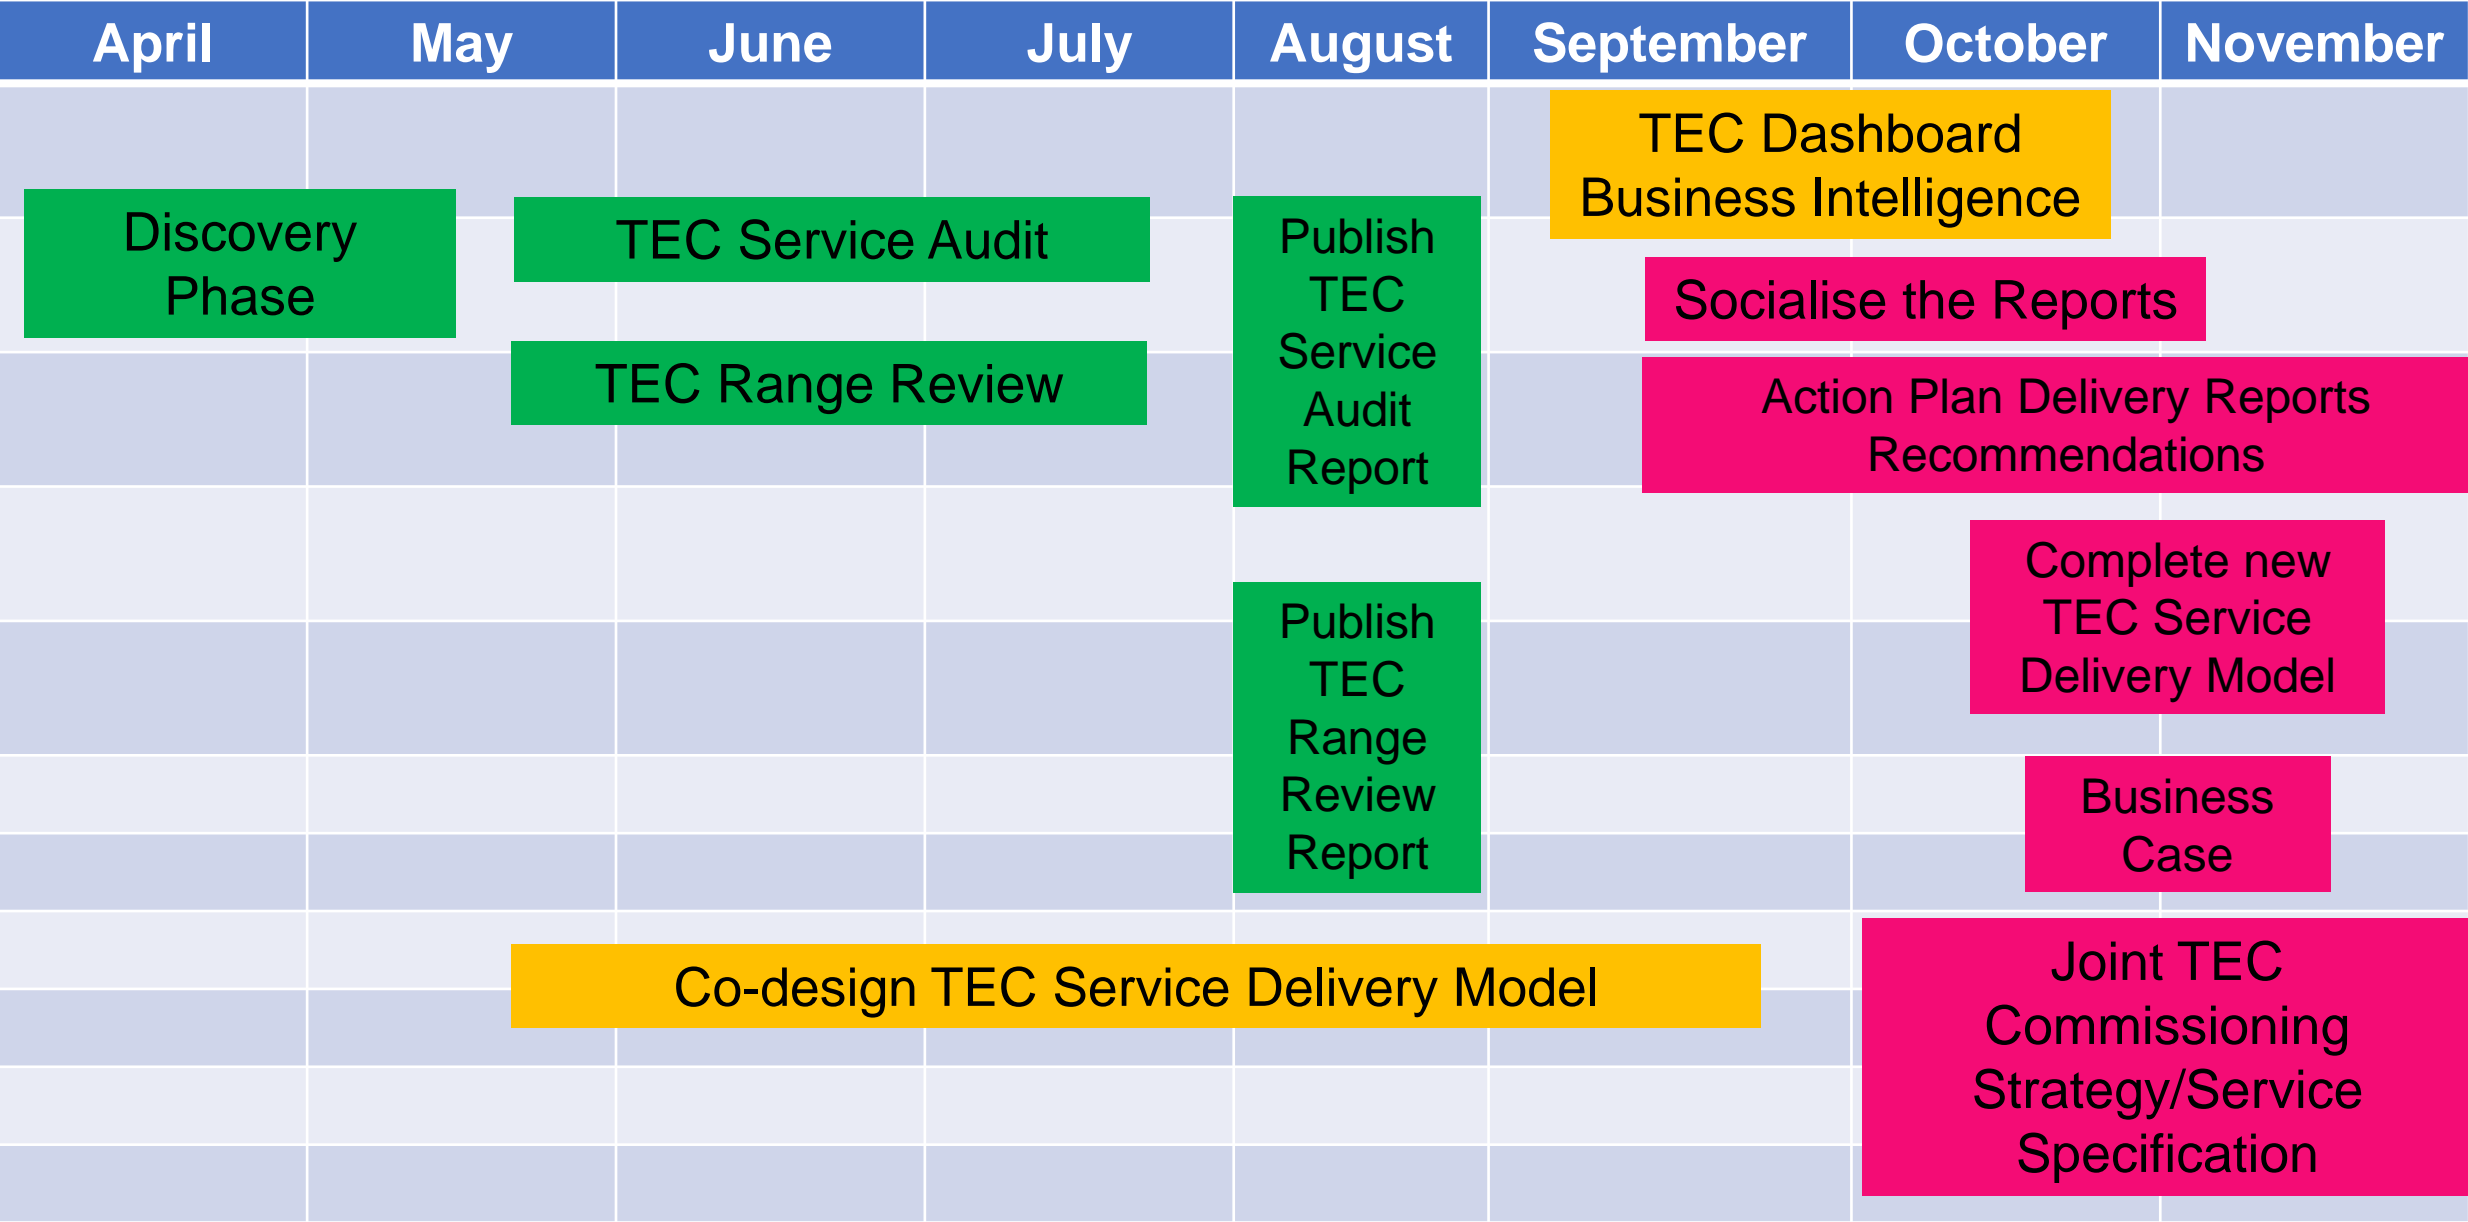 April May June July August September October November
TEC Dashboard
Business Intelligence
Discovery
Phase
TEC Service Audit
TEC Range Review
Publish
TEC
Service
Audit
Report
Socialise the Reports
Action Plan Delivery Reports
Recommendations
Complete new
TEC Service
Delivery Model
Publish
TEC
Range
Review
Report
Business
Case
Co-design TEC Service Delivery Model
Joint TEC
Commissioning
Strategy/Service
Specification